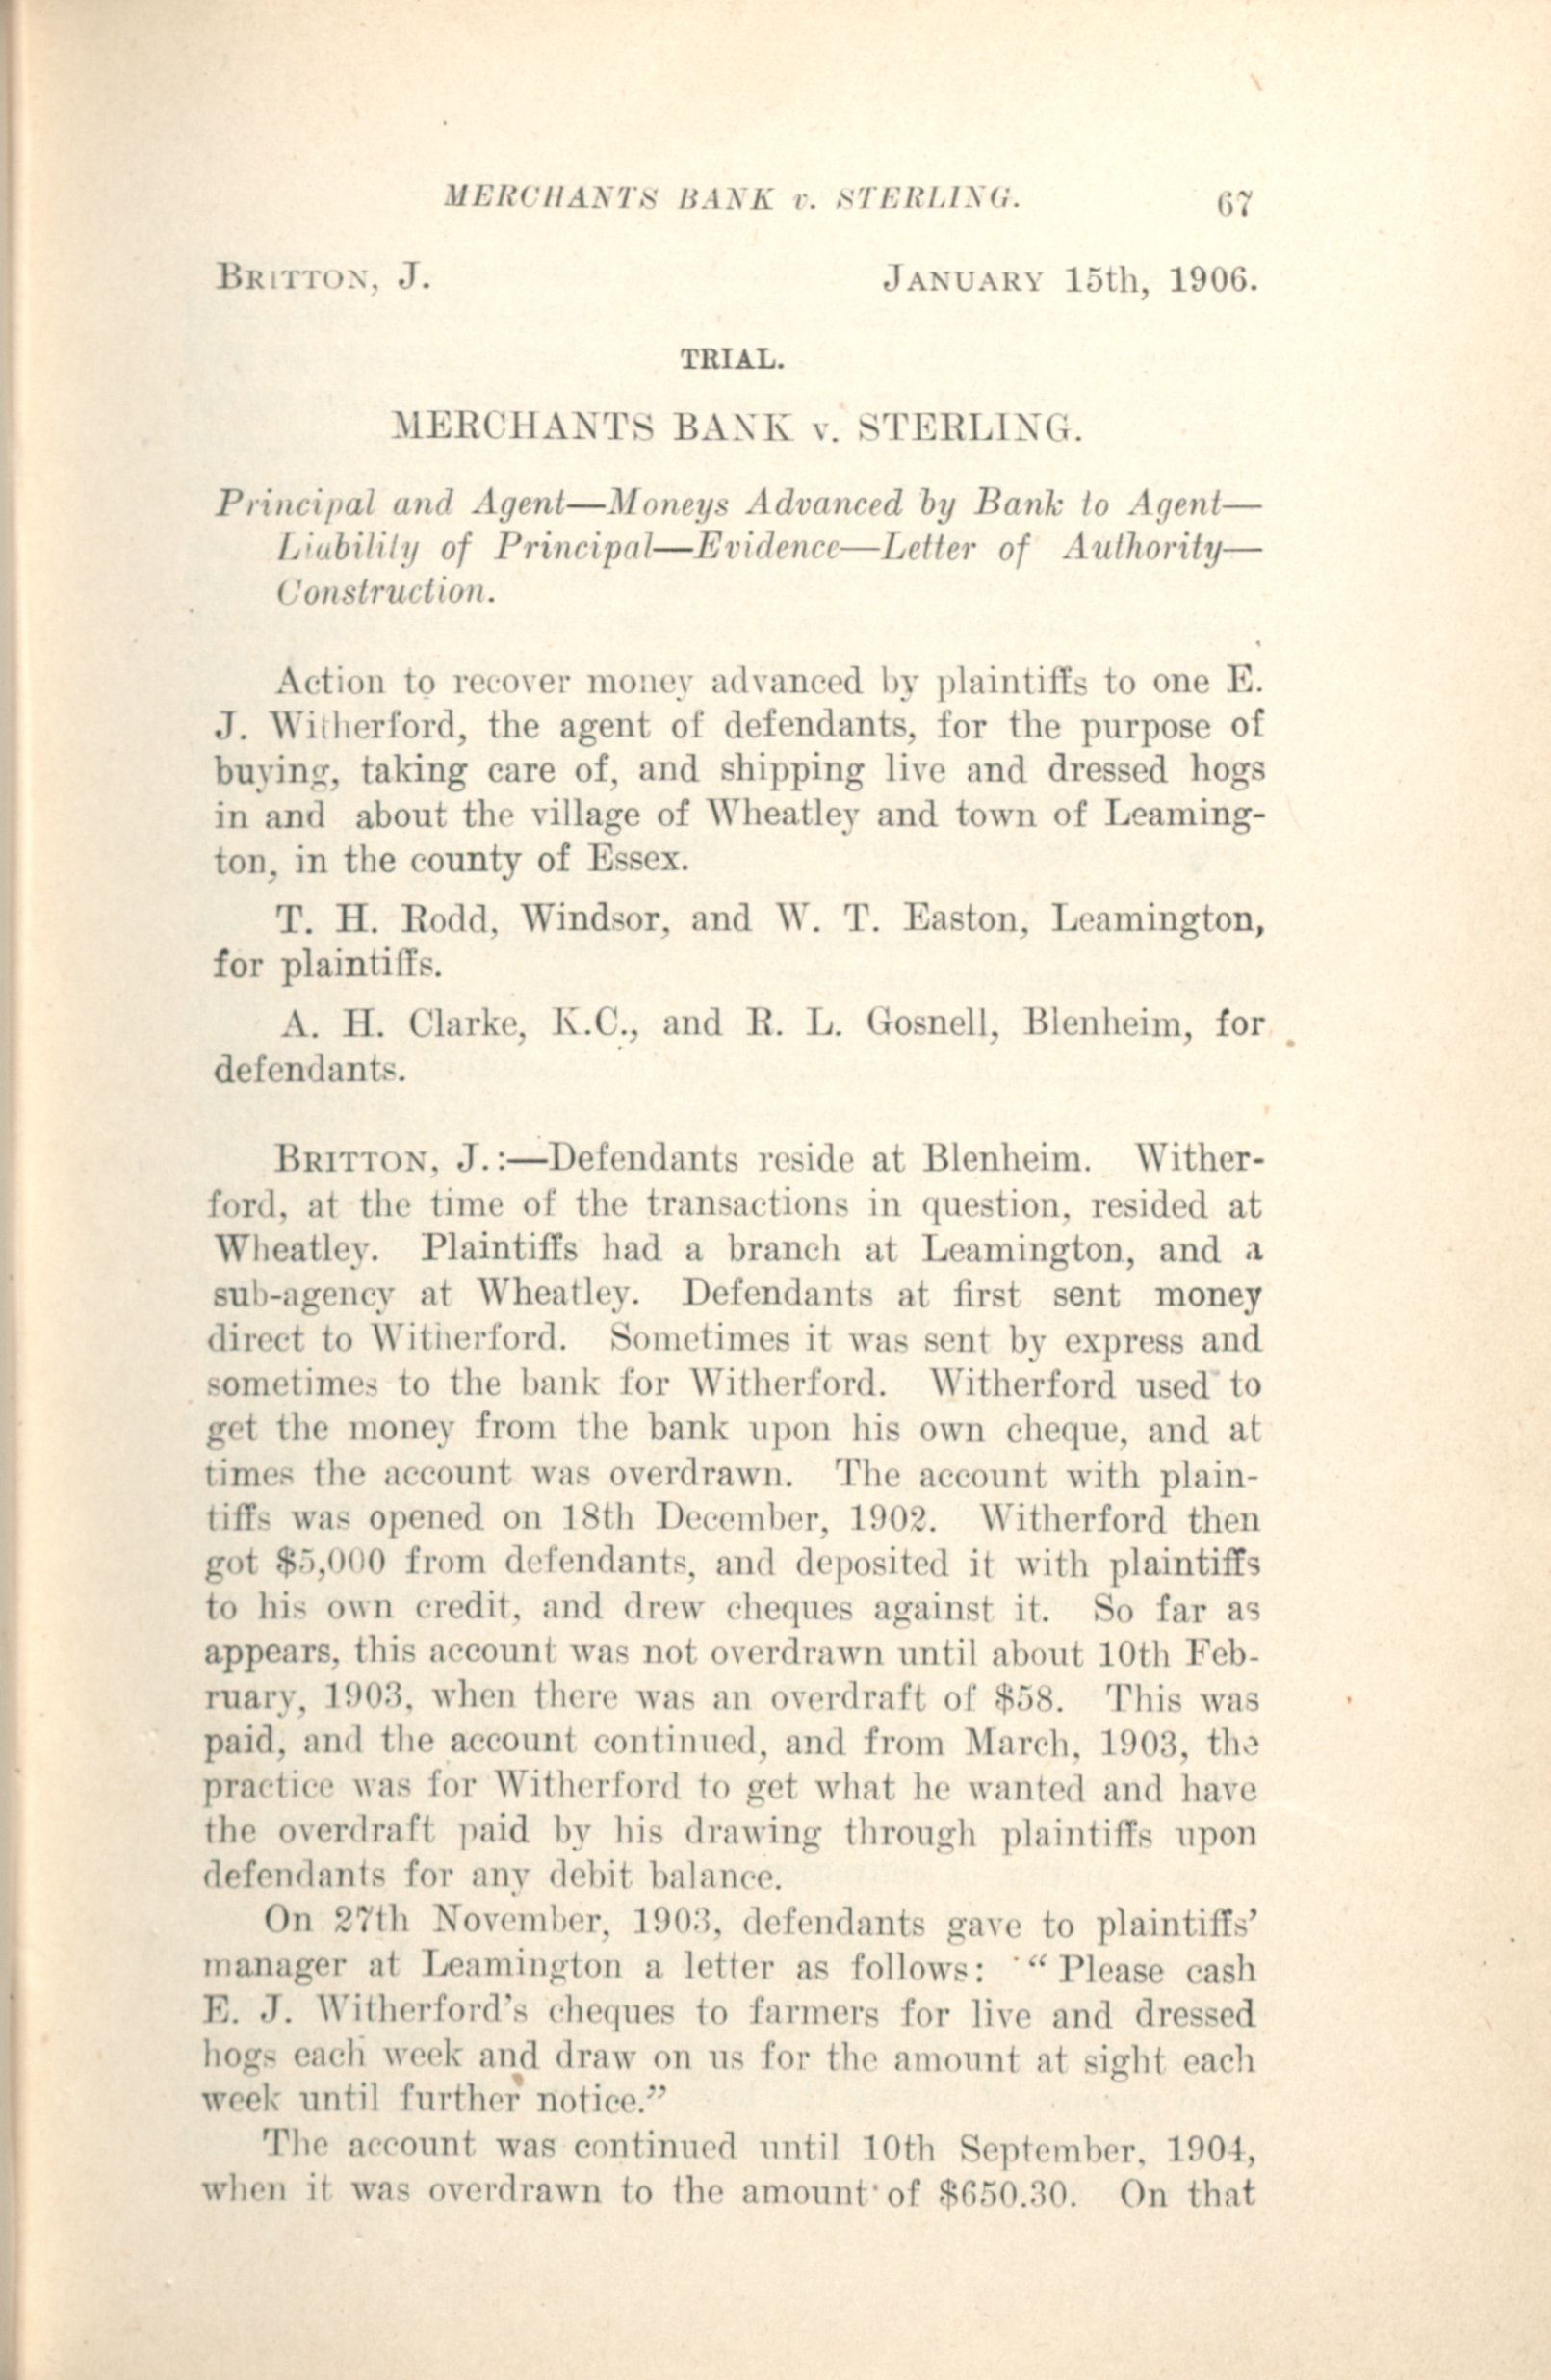 MERCHANTS BANK v. STERLING. 67
BRITTON, J. JANUARY 15th, 1906.
TRIAL.
MERCHANTS BANK v. STERLING.
Principal and Agent—Moneys Advanced by Bank to Agent—
Liability of Principal—Evidence—Letter of Authority—
Construction.
Action to recover money advanced by plaintiffs to one E.
J. Witherford, the agent of defendants, for the purpose of
buying, taking care of, and shipping live and dressed hogs
in and about the village of Wheatley and town of Leaming-
ton, in the county of Essex.
T. H. Rodd, Windsor, and W. T. Easton, Leamington,
for plaintiffs.
A. H. Clarke, K.C., and R. L. Gosnell, Blenheim, for
defendants.
BRITTON, J.:—Defendants reside at Blenheim. Wither-
ford, at the time of the transactions in question, resided at
Wheatley. Plaintiffs had a branch at Leamington, and a
sub-agency at Wheatley. Defendants at first sent money
direct to Witherford. Sometimes it was sent by express and
sometimes to the bank for Witherford. Witherford used to
get the money from the bank upon his own cheque, and at
times the account was overdrawn. The account with plain-
tiffs was opened on 18th December, 1902. Witherford then
got $5,000 from defendants, and deposited it with plaintiffs
to his own credit, and drew cheques against it. So far as
appears, this account was not overdrawn until about 10th Feb-
ruary, 1903, when there was an overdraft of $58. This was
paid, and the account continued, and from March, 1903, the
practice was for Witherford to get what he wanted and have
the overdraft paid by his drawing through plaintiffs upon
defendants for any debit balance.
On 27th November, 1903, defendants gave to plaintiffs'
manager at Leamington a letter as follows: "Please cash
E. J. Witherford's cheques to farmers for live and dressed
hogs each week and draw on us for the amount at sight each
week until further notice."
The account was continued until 10th September, 1904,
when it was overdrawn to the amount of $650.30. On that